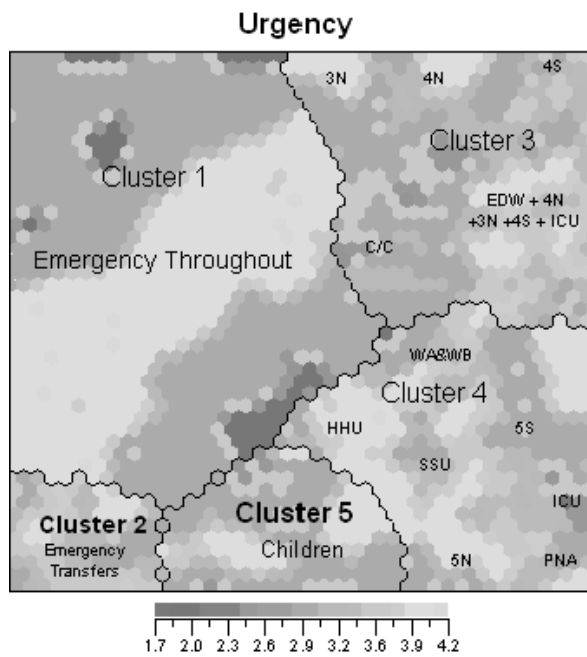 Urgency
3N
4N
4S
Cluster 3
Cluster 1
EDW + 4N
+3N +4S + ICU
C/C
Emergency Throughout
WA&WB
Cluster 4
HHU
5S
SSU
ICU
Cluster 2
Emergency
Transfers
Cluster 5
Children
5N
PNA
1.7 2.0 2.3 2.6 2.9 3.2 3.6 3.9 4.2